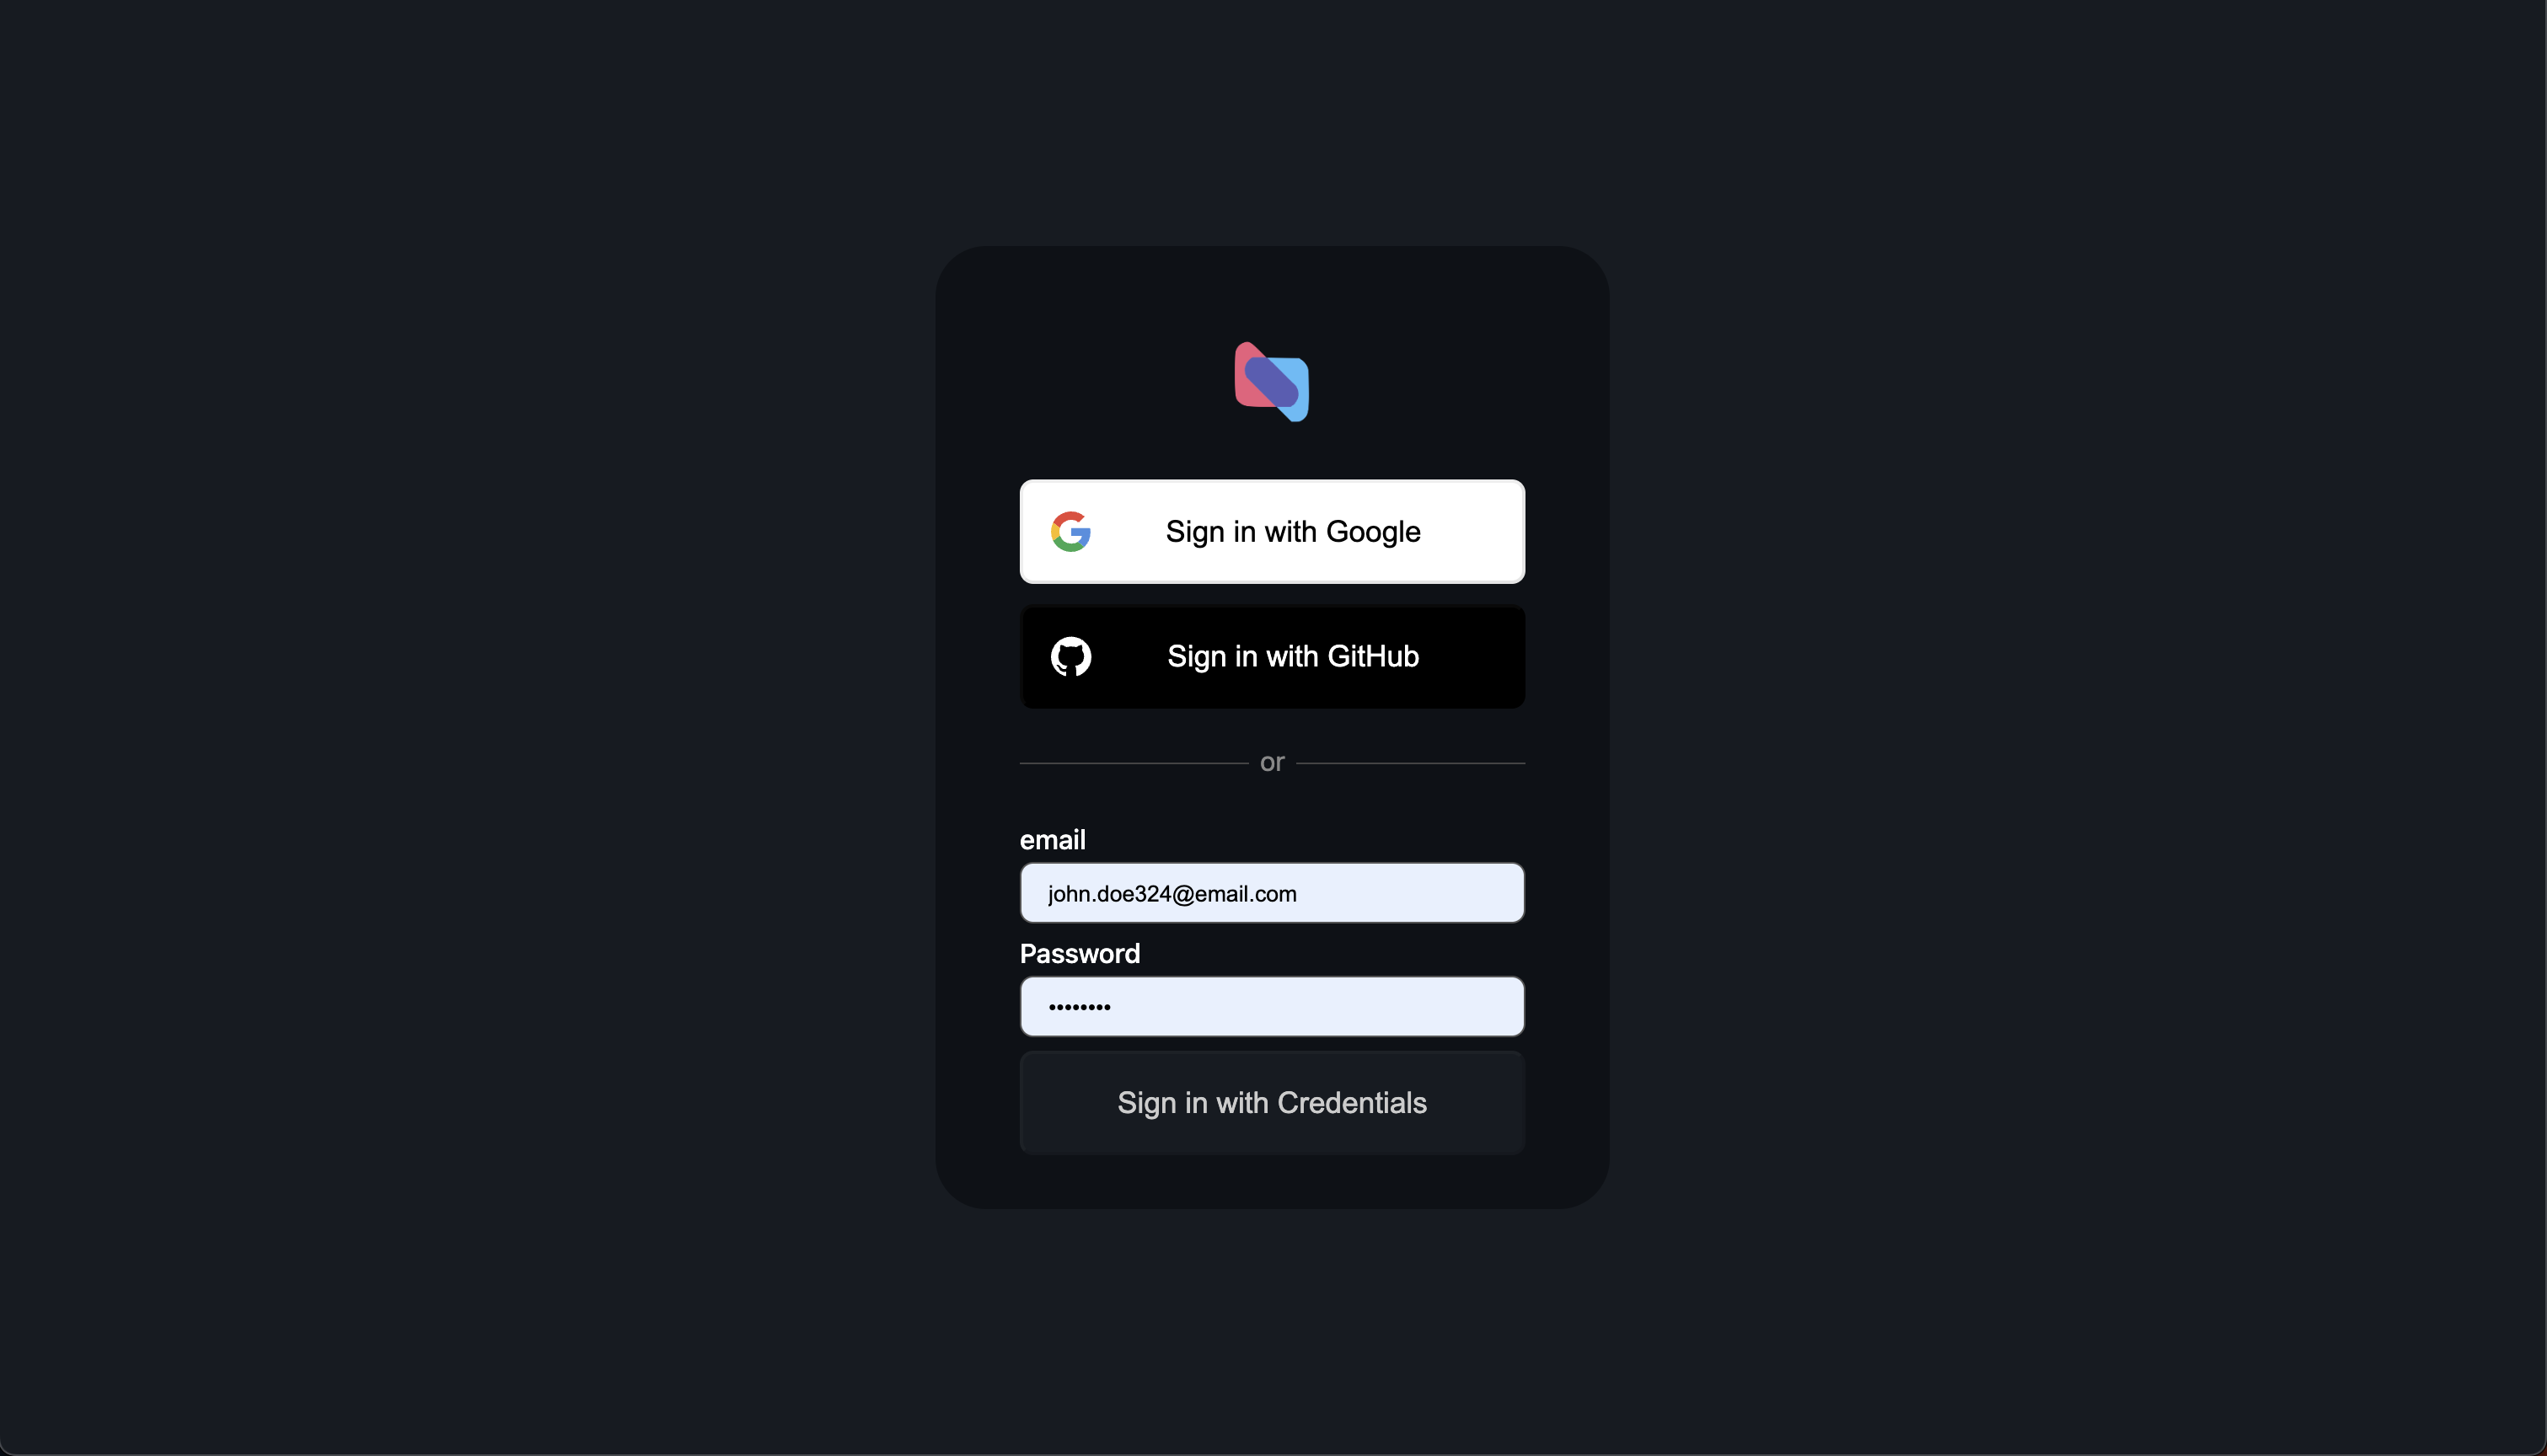 Sign in with Google
Sign in with GitHub
or
email
john.doe324@email.com
Password
••••••••
Sign in with Credentials